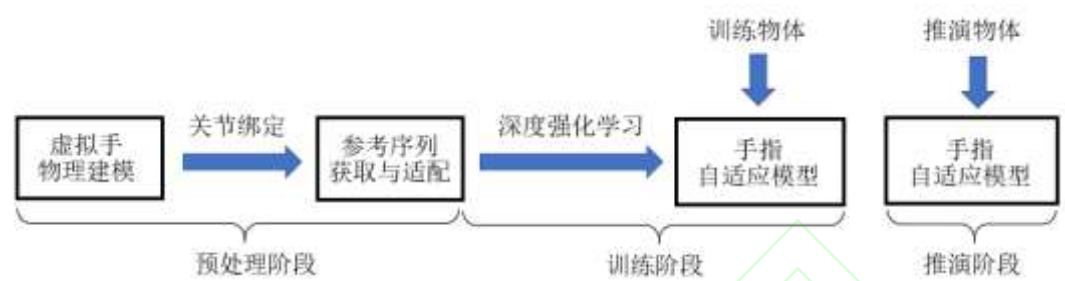 训练物体
推演物体
关节绑定
深度强化学习
虚拟手
物理建模
参考序列
获取与适配
手指
自适应模型
手指
自适应模型
预处理阶段
训练阶段
推演阶段